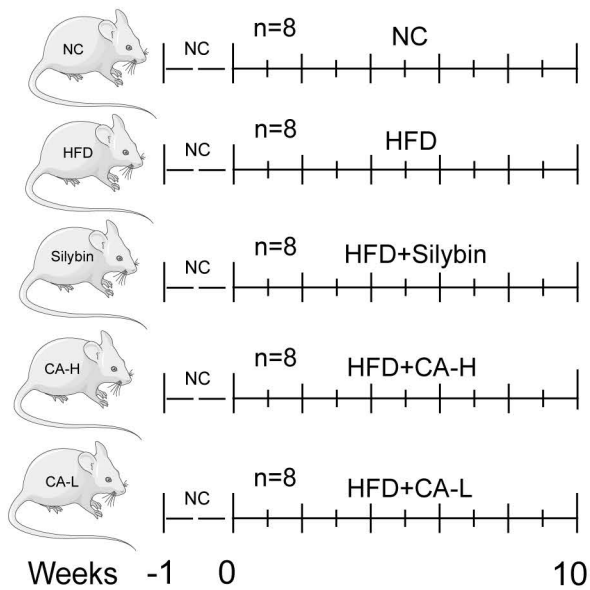 NC NC n=8 NC
HFD NC n=8 HFD
Silybin NC n=8 HFD+Silybin
CA-H NC n=8 HFD+CA-H
CA-L NC n=8 HFD+CA-L
Weeks -1 0 10